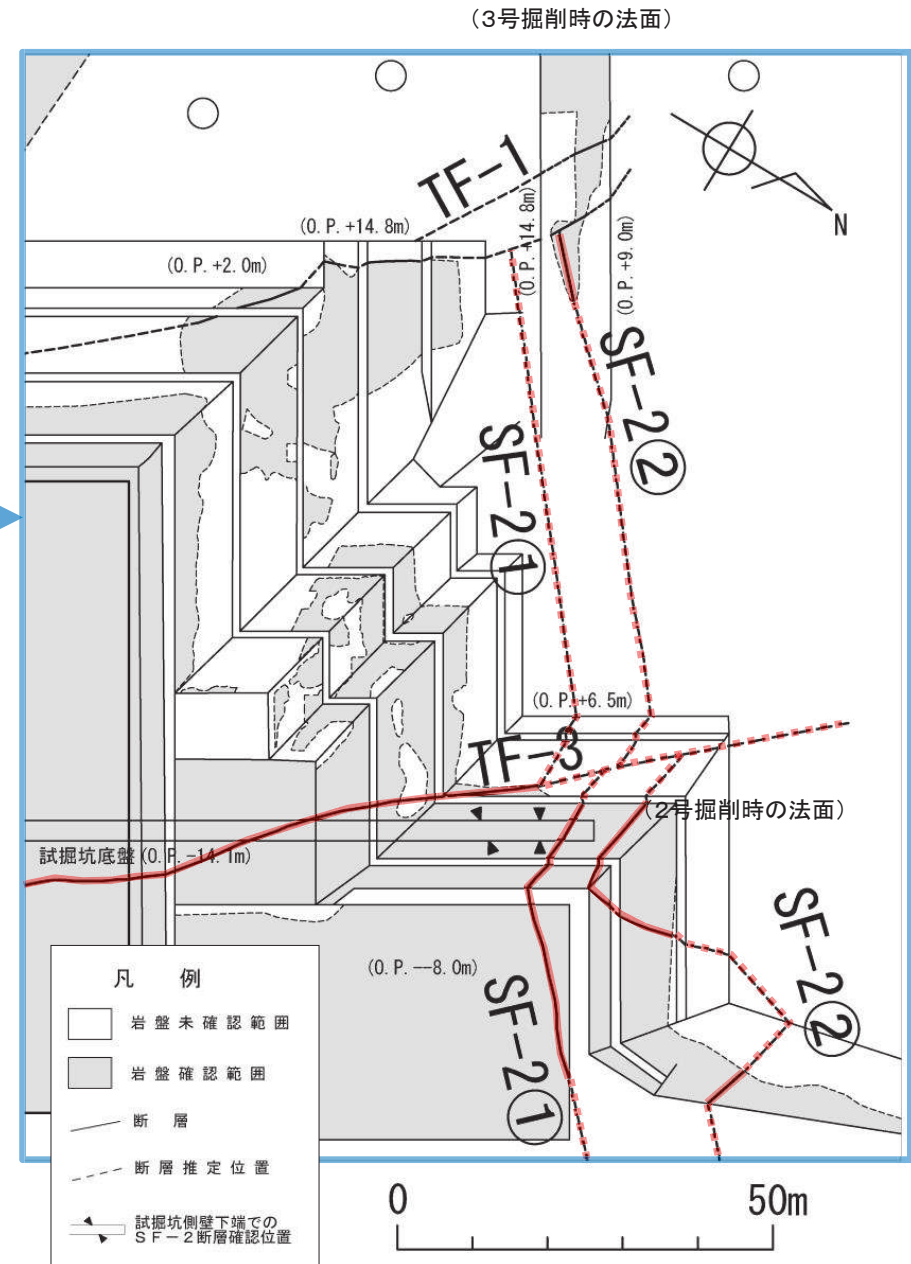 （3号掘削時の法面）
TF-1
N
(O.P.+14.8m)
(O.P.+14.8m)
(O.P.+9.0m)
(O.P.+2.0m)
SF-2②
SF-2①
(O.P.+6.5m)
TF-3
（2号掘削時の法面）
試掘坑底盤(O.P.-14.1m)
(O.P.--8.0m)
SF-2②
SF-2①
凡 例
岩盤未確認範囲
岩盤確認範囲
断 層
断層推定位置
試掘坑側壁下端での
SF-2断層確認位置
0 50m